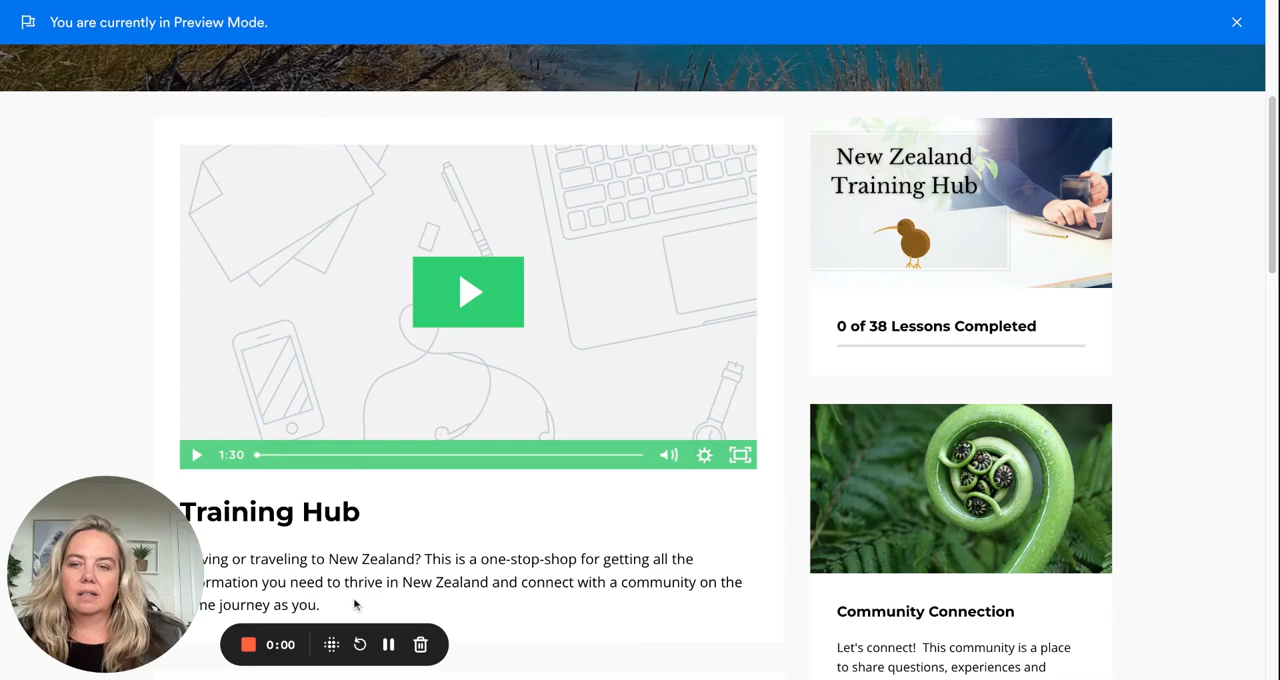 You are currently in Preview Mode.
New Zealand
Training Hub
1:30
0 of 38 Lessons Completed
Training Hub
ving or traveling to New Zealand? This is a one-stop-shop for getting all the
ormation you need to thrive in New Zealand and connect with a community on the
me journey as you.
Community Connection
Let's connect! This community is a place
to share questions, experiences and
0:00